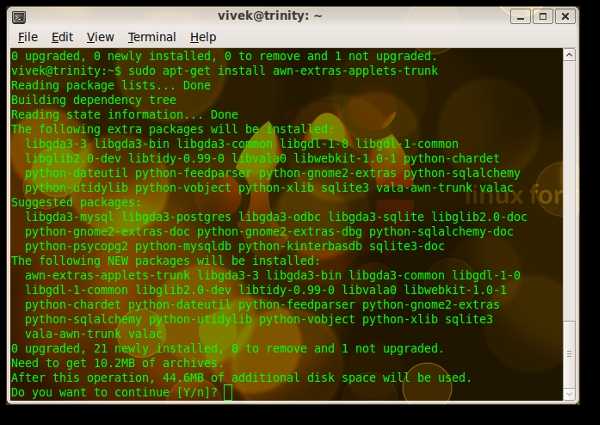 vivek@trinity: ~
File Edit View Terminal Help
0 upgraded, 0 newly installed, 0 to remove and 1 not upgraded.
vivek@trinity:~$ sudo apt-get install awn-extras-applets-trunk
Reading package lists... Done
Building dependency tree
Reading state information... Done
The following extra packages will be installed:
libgda3-3 libgda3-bin libgda3-common libgdl-1-0 libgdl-1-common
libglib2.0-dev libtidy-0.99-0 libvala0 libwebkit-1.0-1 python-chardet
python-dateutil python-feedparser python-gnome2-extras python-sqlalchemy
python-utidylib python-vobject python-xlib sqlite3 vala-awn-trunk valac
linux for
Suggested packages:
libgda3-mysql libgda3-postgres libgda3-odbc libgda3-sqlite libglib2.0-doc
python-gnome2-extras-doc python-gnome2-extras-dbg python-sqlalchemy-doc
python-psycopg2 python-mysqldb python-kinterbasdb sqlite3-doc
The following NEW packages will be installed:
awn-extras-applets-trunk libgda3-3 libgda3-bin libgda3-common libgdl-1-0
libgdl-1-common libglib2.0-dev libtidy-0.99-0 libvala0 libwebkit-1.0-1
python-chardet python-dateutil python-feedparser python-gnome2-extras
python-sqlalchemy python-utidylib python-vobject python-xlib sqlite3
vala-awn-trunk valac
0 upgraded, 21 newly installed, 0 to remove and 1 not upgraded.
Need to get 10.2MB of archives.
After this operation, 44.6MB of additional disk space will be used.
Do you want to continue [Y/n]?